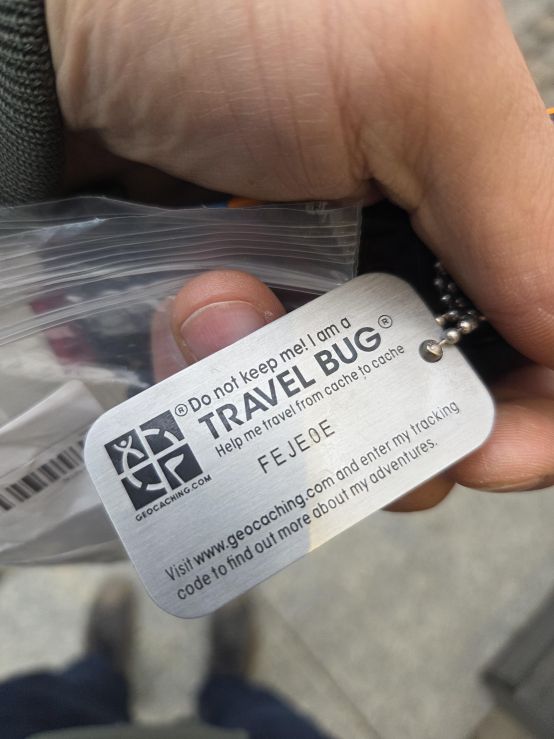 ® Do not keep me! I am a
TRAVEL BUG®
Help me travel from cache to cache
FEJE0E
GEOCACHING.COM
Visit www.geocaching.com and enter my tracking
code to find out more about my adventures.